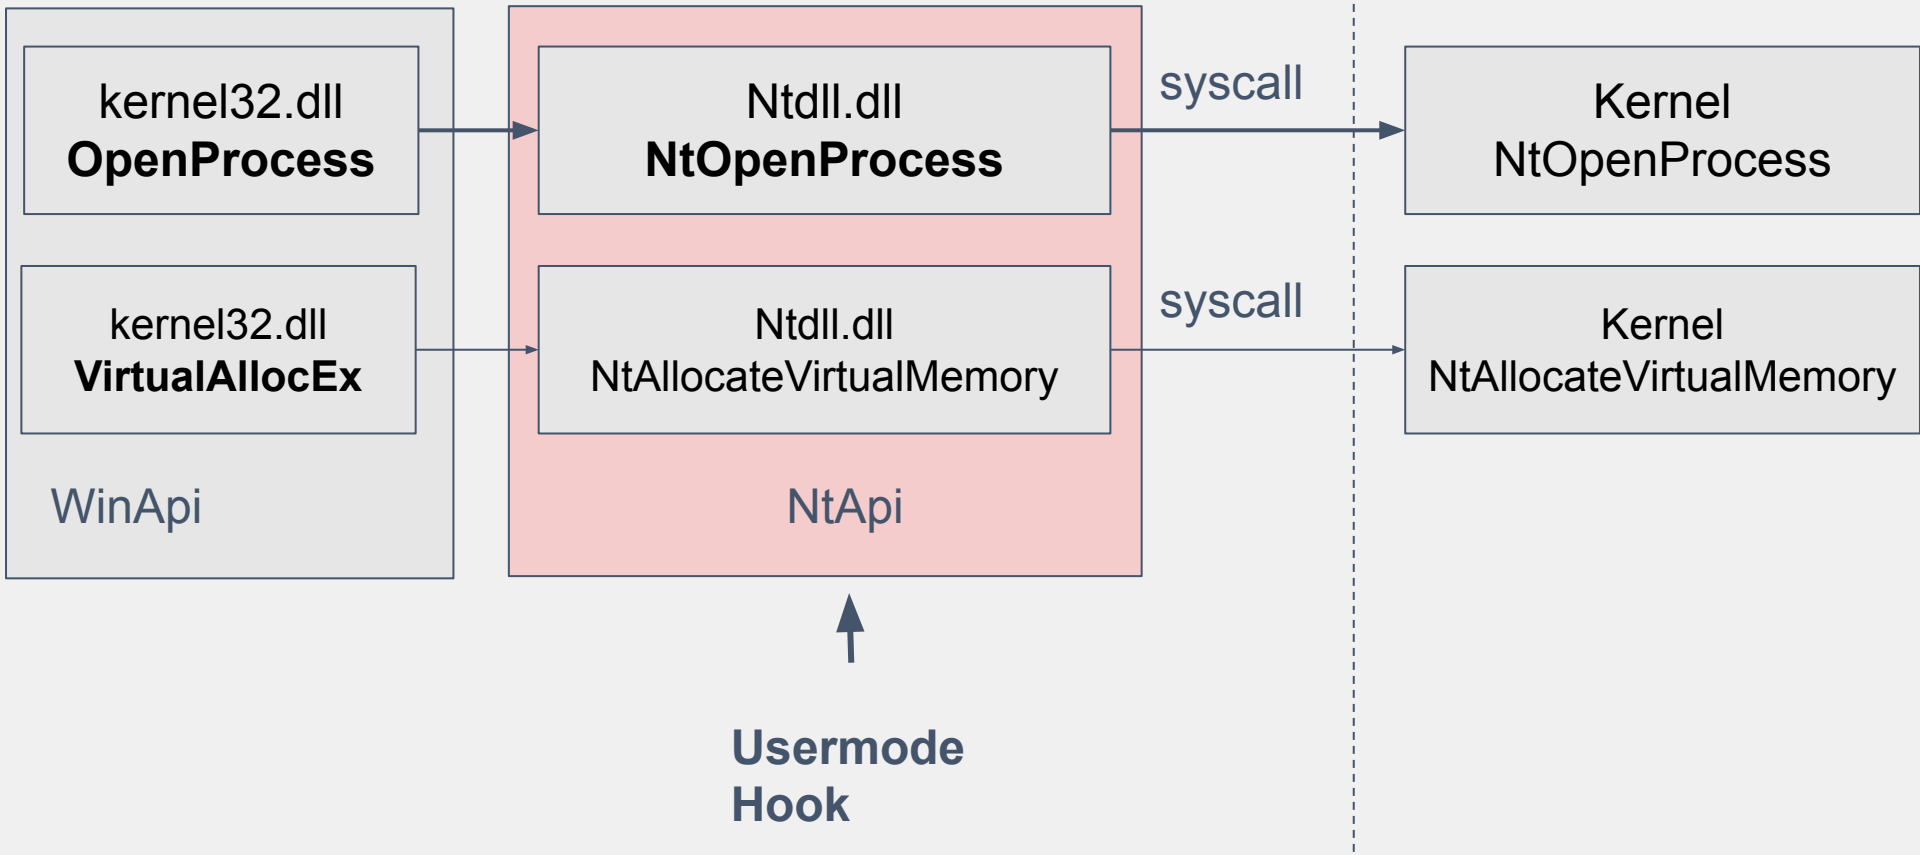 kernel32.dll
OpenProcess
Ntdll.dll
NtOpenProcess
syscall
Kernel
NtOpenProcess
kernel32.dll
VirtualAllocEx
Ntdll.dll
NtAllocateVirtualMemory
syscall
Kernel
NtAllocateVirtualMemory
WinApi
NtApi
Usermode
Hook